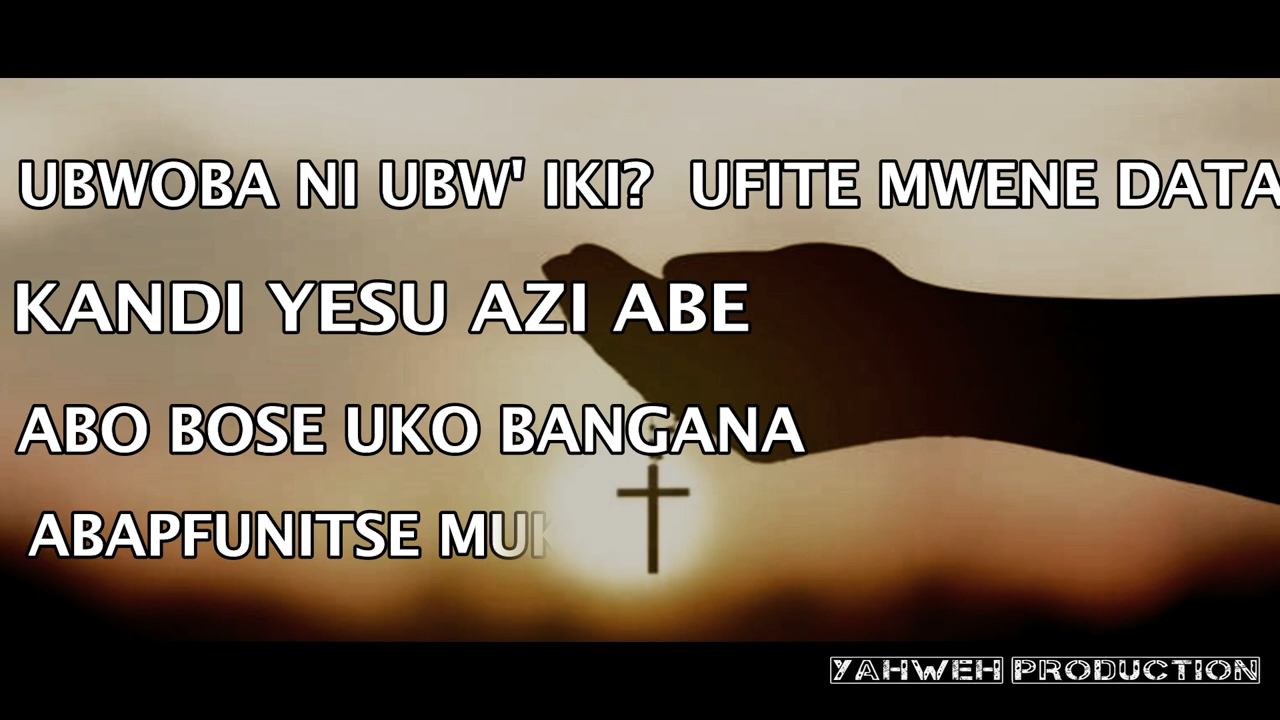 UBWOBA NI UBW' IKI? UFITE MWENE DATA
KANDI YESU AZI ABE
ABO BOSE UKO BANGANA
ABAPFUNITSE
YAHWEH PRODUCTION